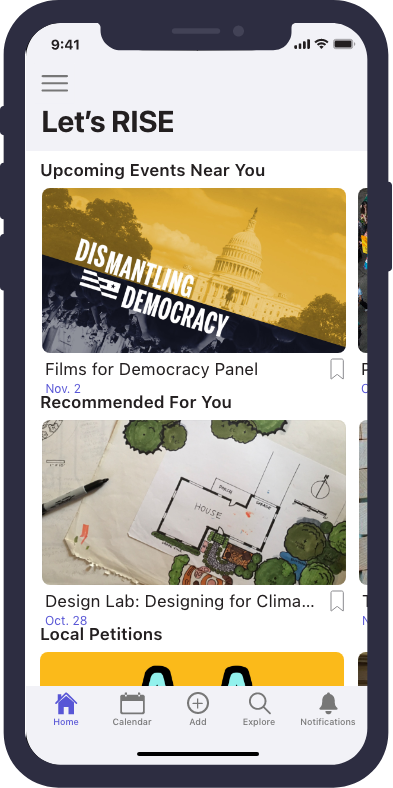 9:41
Let's RISE
Upcoming Events Near You
DISMANTLING
DEMOCRACY
Films for Democracy Panel
Nov. 2
Recommended For You
HOUSE
Design Lab: Designing for Clima...
Oct. 28
Local Petitions
Home
Calendar
Add
Explore
Notifications